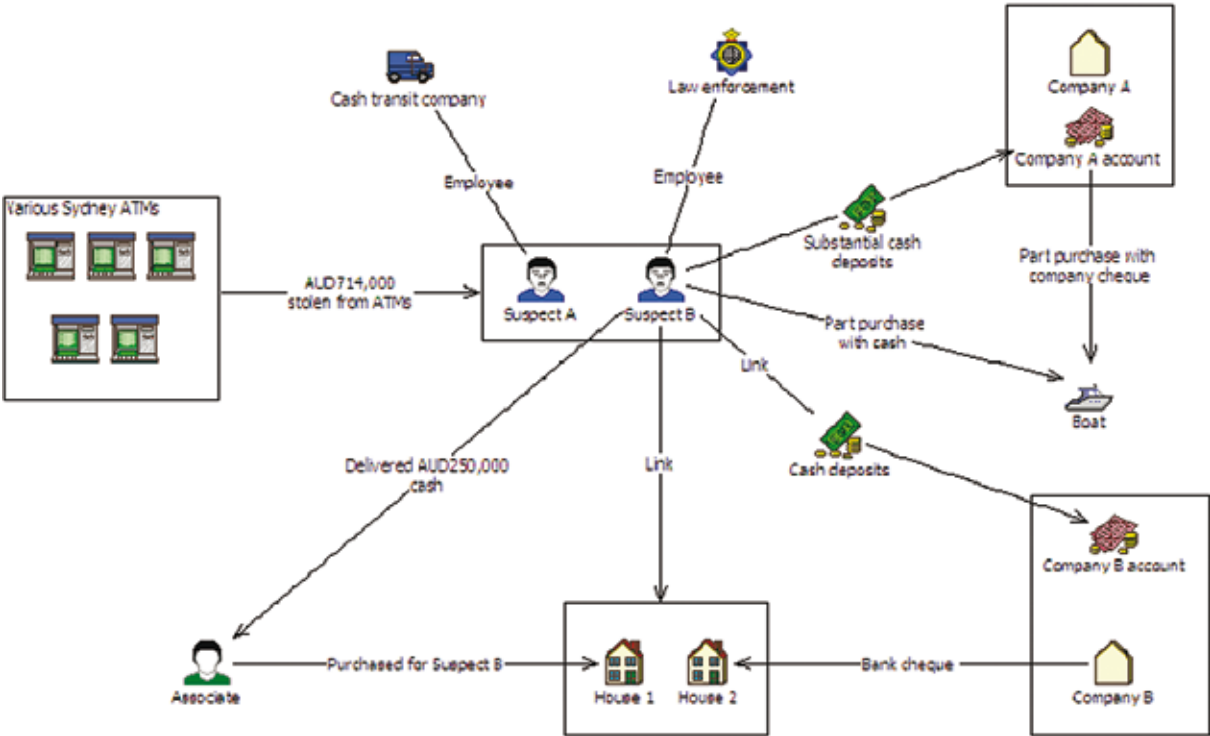 Cash transit company
Law enforcement
Company A
Company A account
Employee
Employee
Various Sydney ATMs
Substantial cash
deposits
Part purchase with
company cheque
AUD714,000
stolen from ATMs
Suspect A
Suspect B
Part purchase
with cash
Link
Boat
Delivered AUD250,000
cash
Link
Cash deposits
Company B account
Associate
Purchased for Suspect B
House 1
House 2
Bank cheque
Company B